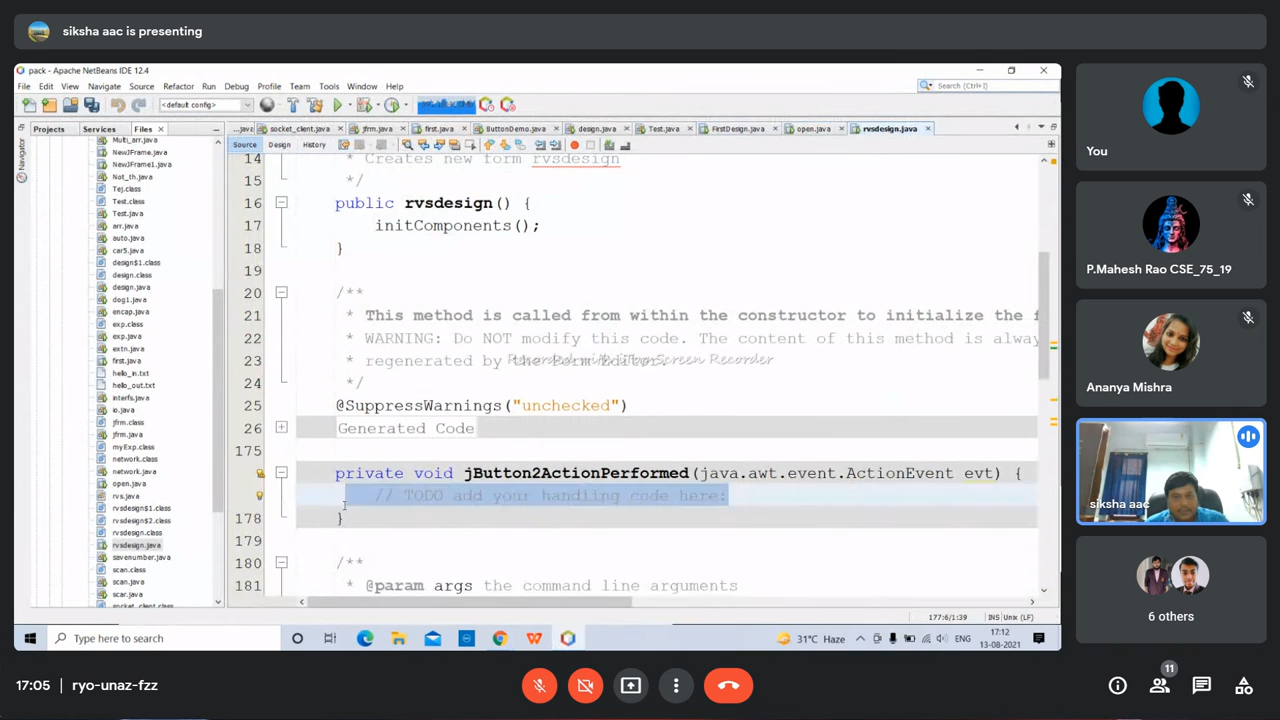 siksha aac is presenting
pack - Apache NetBeans IDE 12.4
File Edit View Navigate Source Refactor Run Debug Profile Team Tools Window Help
Search (Ctrl+I)
<default config>
Projects Services Files
...java socket_client.java jfrm.java first.java ButtonDemo.java design.java Test.java FirstDesign.java open.java rvsdesign.java
Source Design History
Navigator
Multi_arr.java
NewJFrame.java
NewJFrame1.java
Not_th.java
Tej.class
Test.class
Test.java
arr.java
auto.java
car5.java
design$1.class
design.class
design.java
dog1.java
encap.java
exp.class
exp.java
extn.java
first.java
hello_in.txt
hello_out.txt
interfs.java
io.java
jfrm.class
jfrm.java
myExp.class
network.class
network.java
open.java
rvs.java
rvsdesign$1.class
rvsdesign$2.class
rvsdesign.class
rvsdesign.java
savenumber.java
scan.class
scan.java
scar.java
socket_client.class
14 * Creates new form rvsdesign
15 */
16 public rvsdesign() {
17 initComponents();
18 }
19
20 /**
21 * This method is called from within the constructor to initialize the f
22 * WARNING: Do NOT modify this code. The content of this method is alway
23 * regenerated by the Form Editor.
Recorded with iTop Screen Recorder
24 */
25 @SuppressWarnings("unchecked")
26 Generated Code
175
private void jButton2ActionPerformed(java.awt.event.ActionEvent evt) {
// TODO add your handling code here:
178 }
179
180 /**
181 * @param args the command line arguments
177:6/1:39 INS Unix (LF)
Type here to search
31°C Haze
ENG
17:12
13-08-2021
You
P.Mahesh Rao CSE_75_19
Ananya Mishra
siksha aac
6 others
17:05 | ryo-unaz-fzz
11